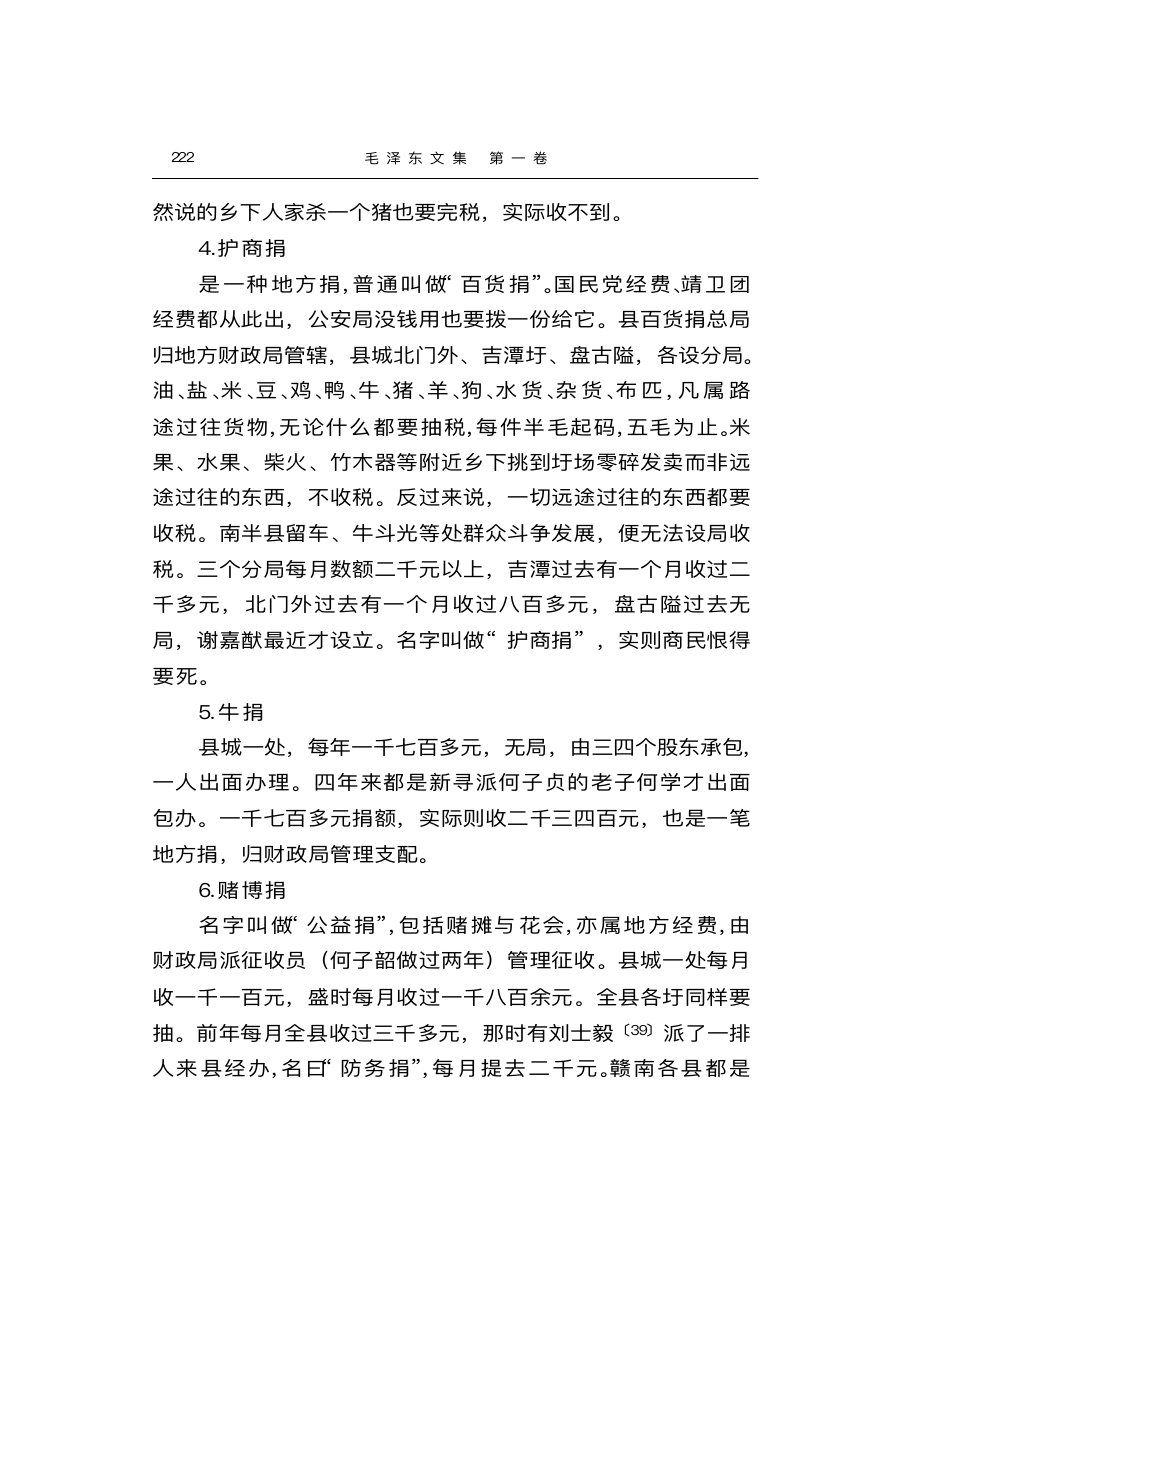 222 毛泽东文集 第一卷
然说的乡下人家杀一个猪也要完税，实际收不到。
4.护商捐
是一种地方捐,普通叫做“百货捐”。国民党经费、靖卫团
经费都从此出，公安局没钱用也要拨一份给它。县百货捐总局
归地方财政局管辖，县城北门外、吉潭圩、盘古隘，各设分局。
油、盐、米、豆、鸡、鸭、牛、猪、羊、狗、水货、杂货、布匹,凡属路
途过往货物,无论什么都要抽税,每件半毛起码,五毛为止。米
果、水果、柴火、竹木器等附近乡下挑到圩场零碎发卖而非远
途过往的东西，不收税。反过来说，一切远途过往的东西都要
收税。南半县留车、牛斗光等处群众斗争发展，便无法设局收
税。三个分局每月数额二千元以上，吉潭过去有一个月收过二
千多元，北门外过去有一个月收过八百多元，盘古隘过去无
局，谢嘉猷最近才设立。名字叫做“护商捐”，实则商民恨得
要死。
5.牛捐
县城一处，每年一千七百多元，无局，由三四个股东承包,
一人出面办理。四年来都是新寻派何子贞的老子何学才出面
包办。一千七百多元捐额，实际则收二千三四百元，也是一笔
地方捐，归财政局管理支配。
6.赌博捐
名字叫做“公益捐”,包括赌摊与花会,亦属地方经费,由
财政局派征收员（何子韶做过两年）管理征收。县城一处每月
收一千一百元，盛时每月收过一千八百余元。全县各圩同样要
抽。前年每月全县收过三千多元，那时有刘士毅〔39〕派了一排
人来县经办,名曰“防务捐”,每月提去二千元。赣南各县都是